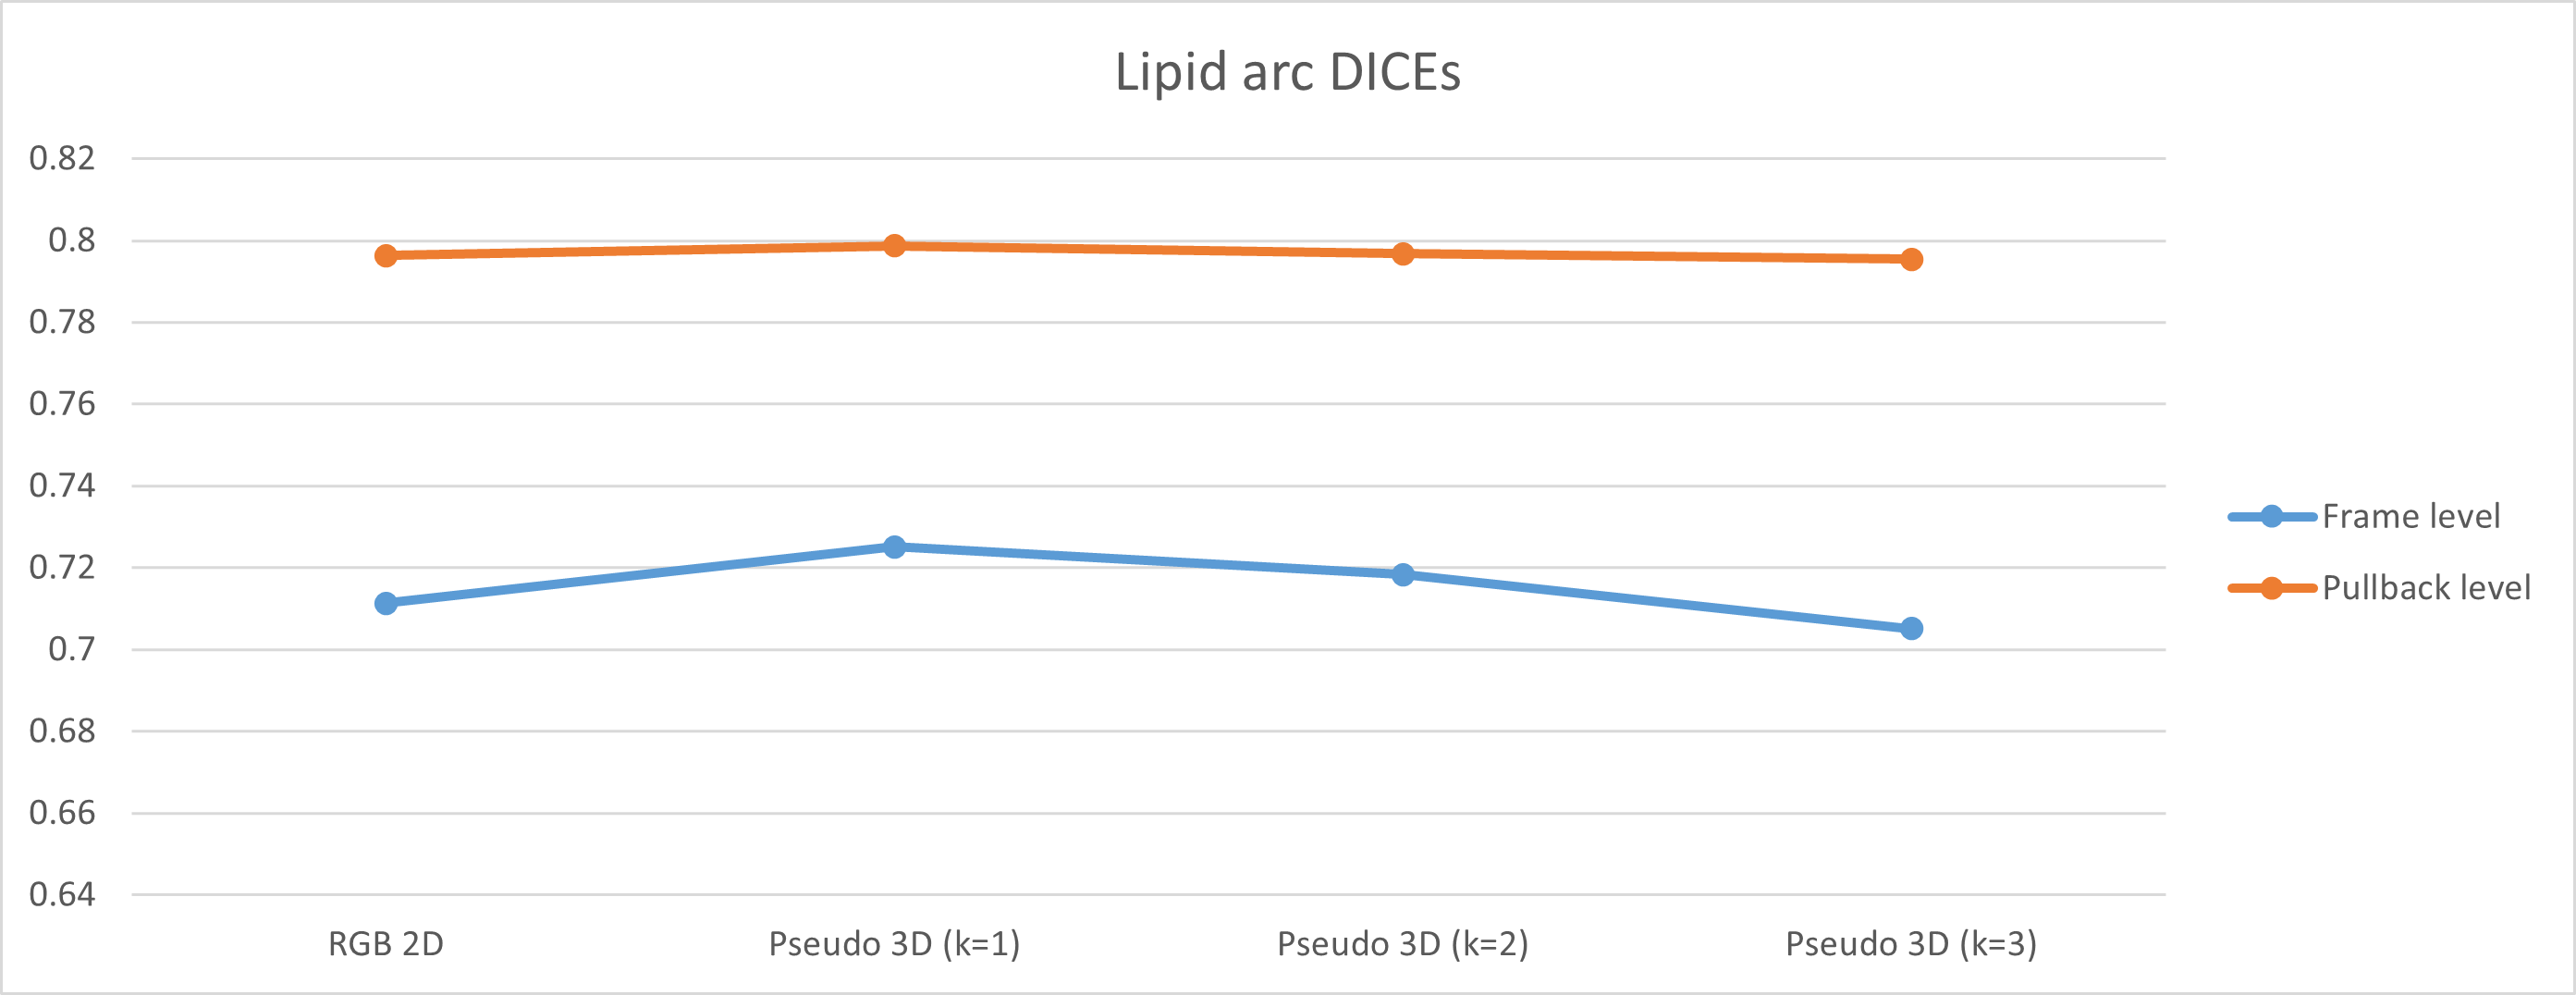 Lipid arc DICEs
0.82
0.8
0.78
0.76
0.74
0.72
0.7
0.68
0.66
0.64
RGB 2D
Pseudo 3D (k=1)
Pseudo 3D (k=2)
Pseudo 3D (k=3)
Frame level
Pullback level